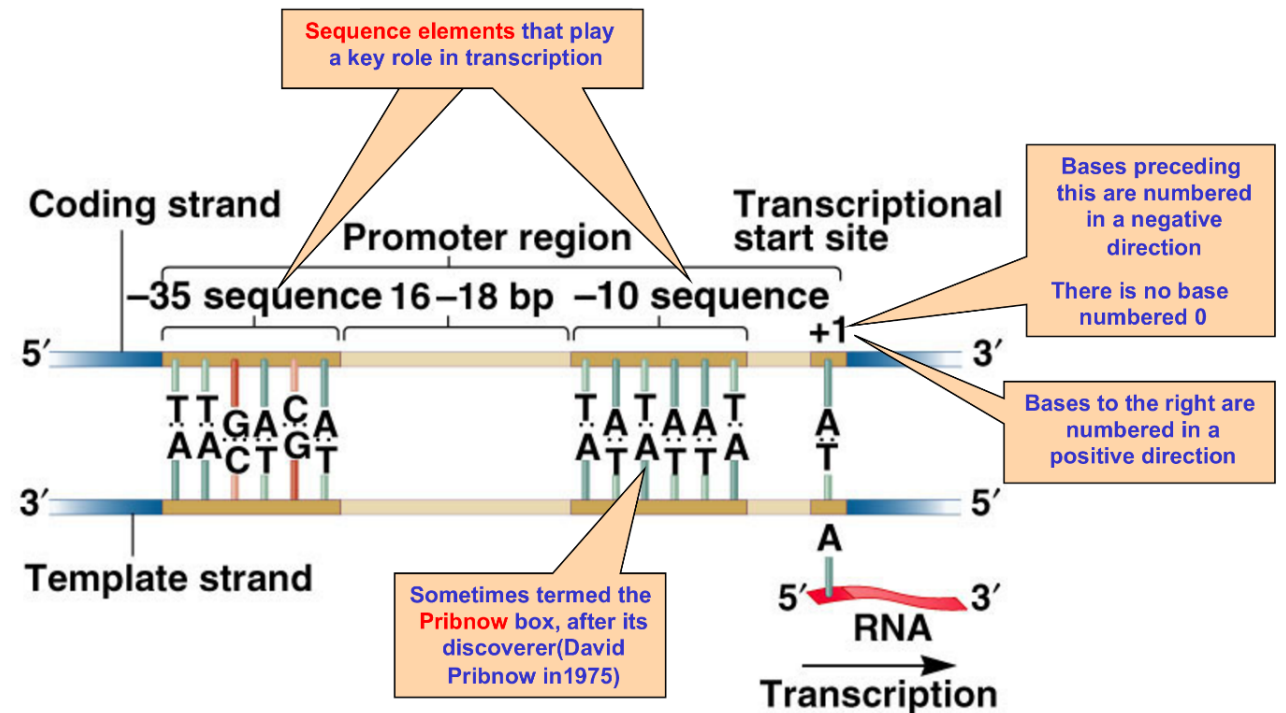 Sequence elements that play
a key role in transcription
Bases preceding
this are numbered
in a negative
direction
There is no base
numbered 0
Coding strand
Promoter region
Transcriptional
start site
–35 sequence 16–18 bp –10 sequence
+1
5′ 3′
T T G A C A T A T A A T A
A A C T G T A T A T T A T
3′ 5′
Bases to the right are
numbered in a
positive direction
Template strand
Sometimes termed the
Pribnow box, after its
discoverer(David
Pribnow in1975)
A
5′ 3′
RNA
Transcription